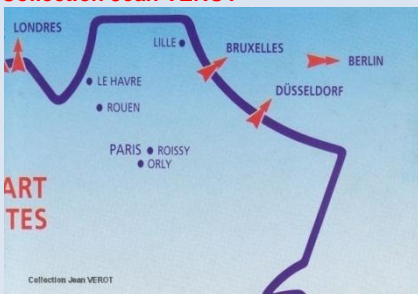 LONDRES
LILLE
BRUXELLES
BERLIN
LE HAVRE
DÜSSELDORF
ROUEN
PARIS
ROISSY
ORLY
ART
TES
Collection Jean VEROT